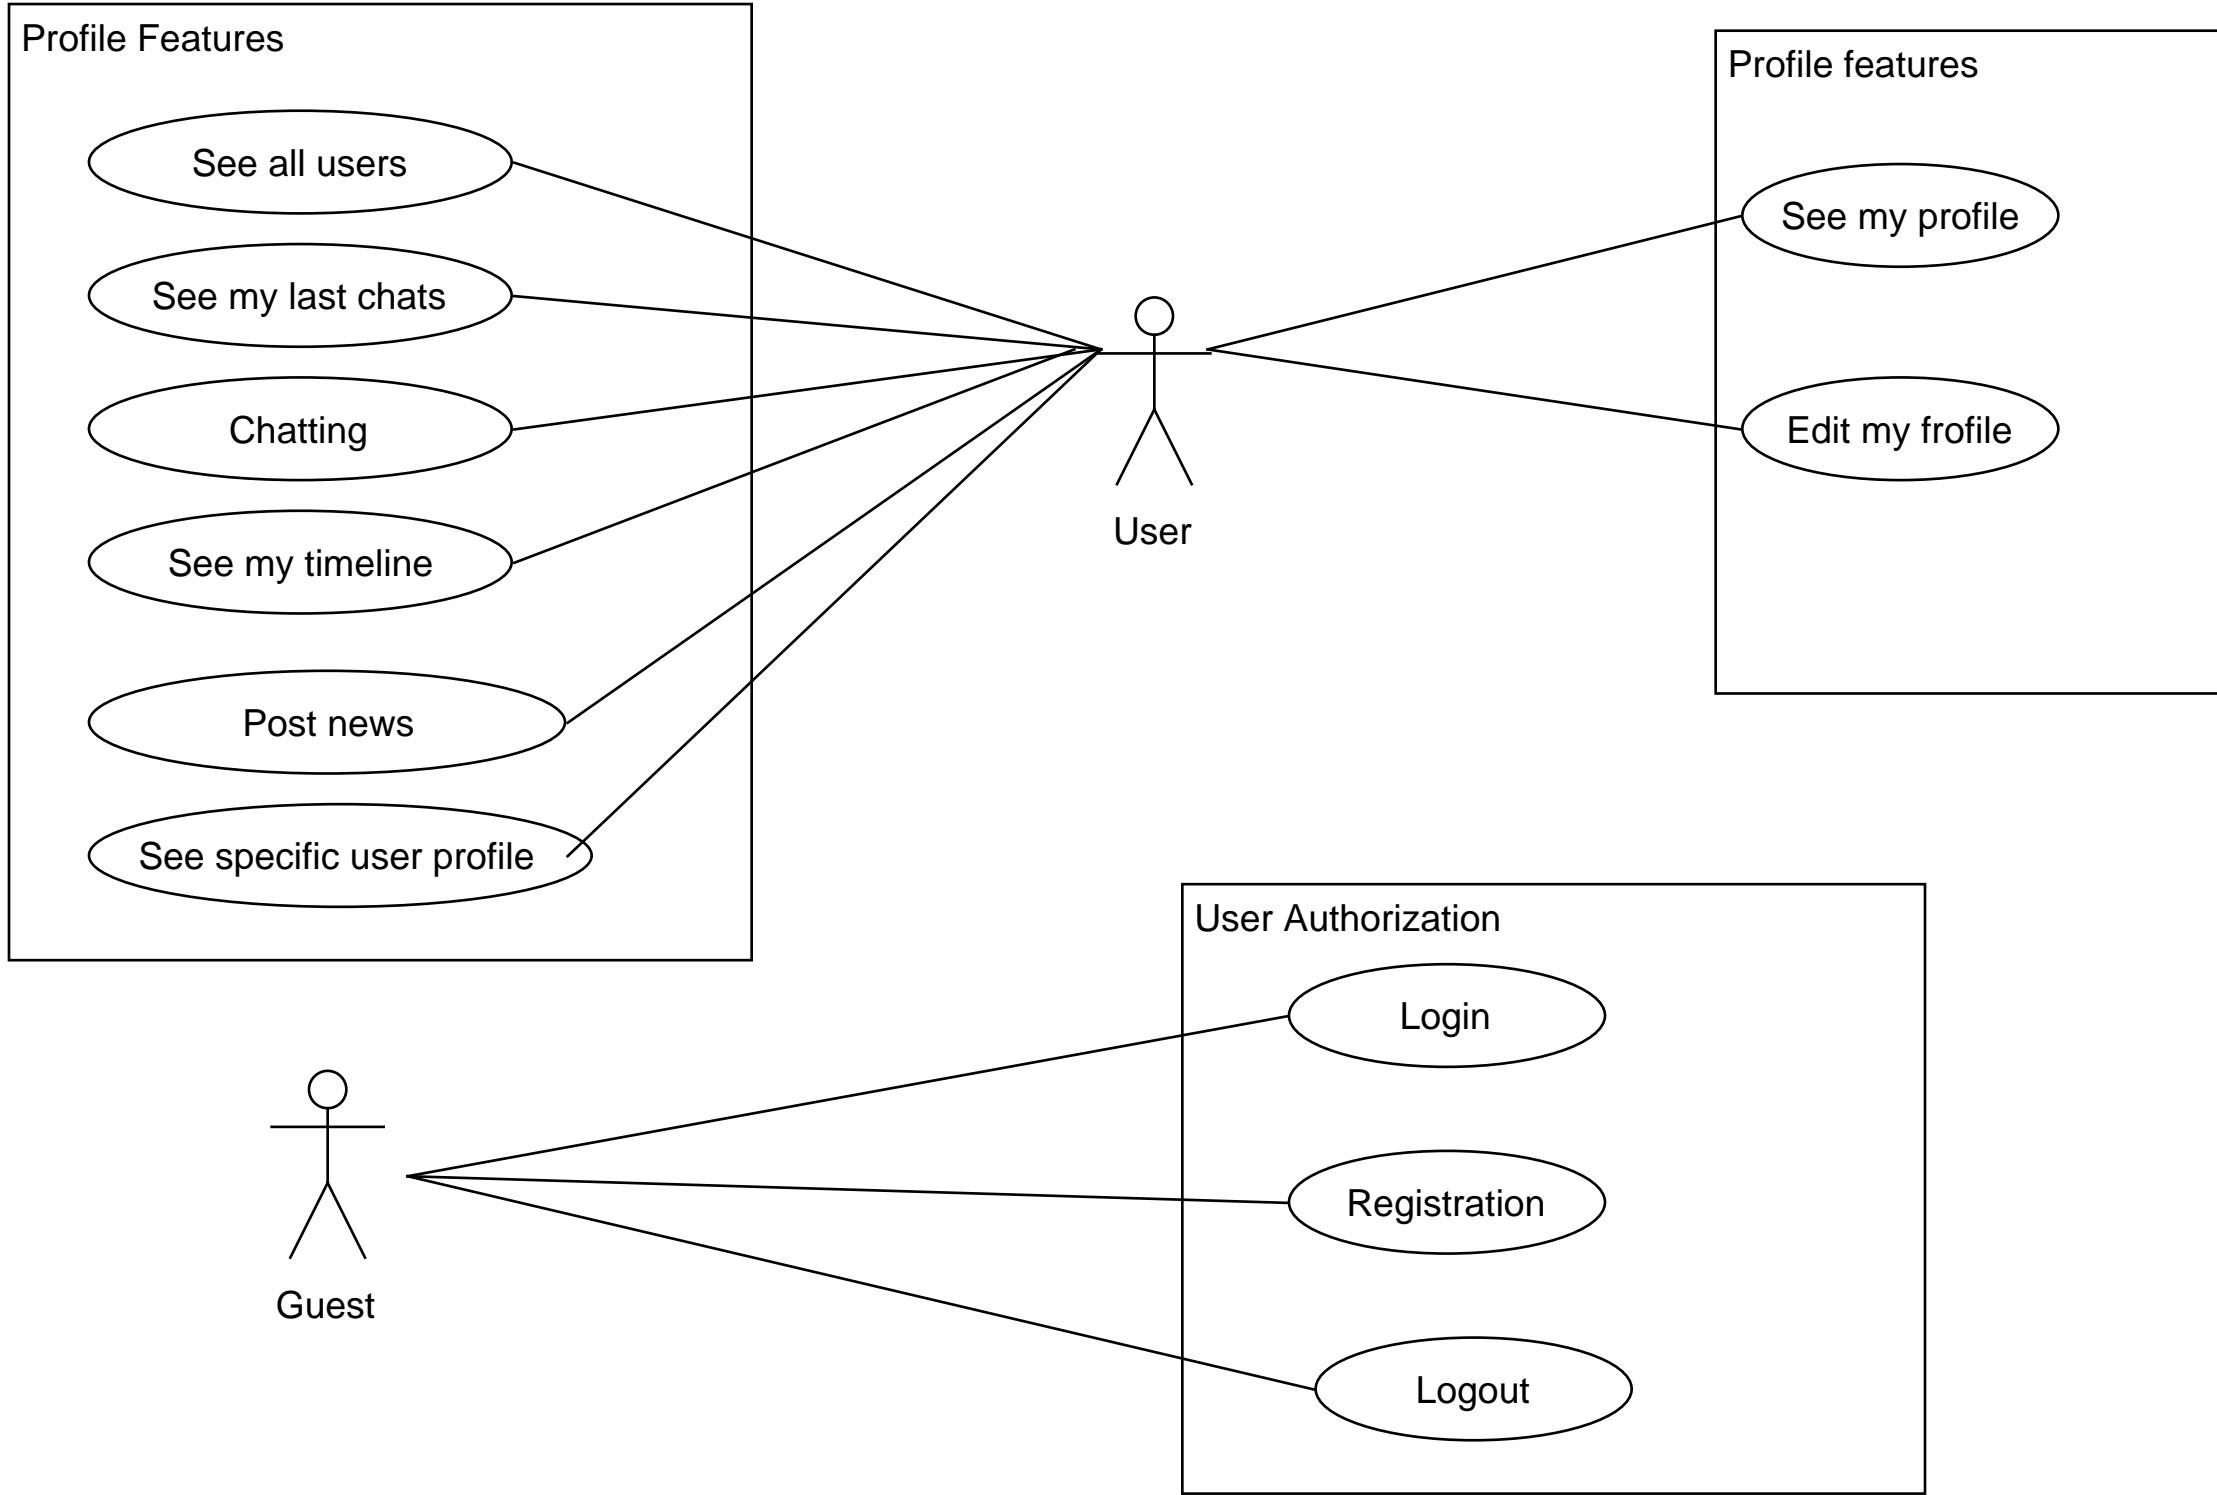 Profile Features
See all users
See my last chats
Chatting
See my timeline
Post news
See specific user profile
User
Profile features
See my profile
Edit my frofile
Guest
User Authorization
Login
Registration
Logout